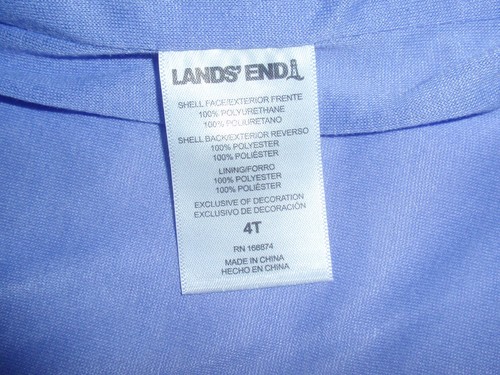 LANDS' END
SHELL FACE/EXTERIOR FRENTE
100% POLYURETHANE
100% POLIURETANO
SHELL BACK/EXTERIOR REVERSO
100% POLYESTER
100% POLIÉSTER
LINING/FORRO
100% POLYESTER
100% POLIÉSTER
EXCLUSIVE OF DECORATION
EXCLUSIVO DE DECORACIÓN
4T
RN 168874
MADE IN CHINA
HECHO EN CHINA